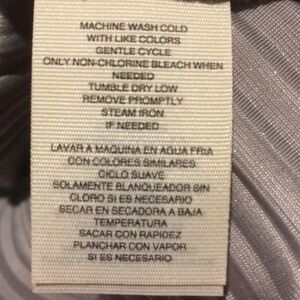 MACHINE WASH COLD
WITH LIKE COLORS
GENTLE CYCLE
ONLY NON-CHLORINE BLEACH WHEN
NEEDED
TUMBLE DRY LOW
REMOVE PROMPTLY
STEAM IRON
IF NEEDED
LAVAR A MAQUINA EN AGUA FRIA
CON COLORES SIMILARES
CICLO SUAVE
SOLAMENTE BLANQUEADOR SIN
CLORO SI ES NECESARIO
SECAR EN SECADORA A BAJA
TEMPERATURA
SACAR CON RAPIDEZ
PLANCHAR CON VAPOR
SI ES NECESARIO